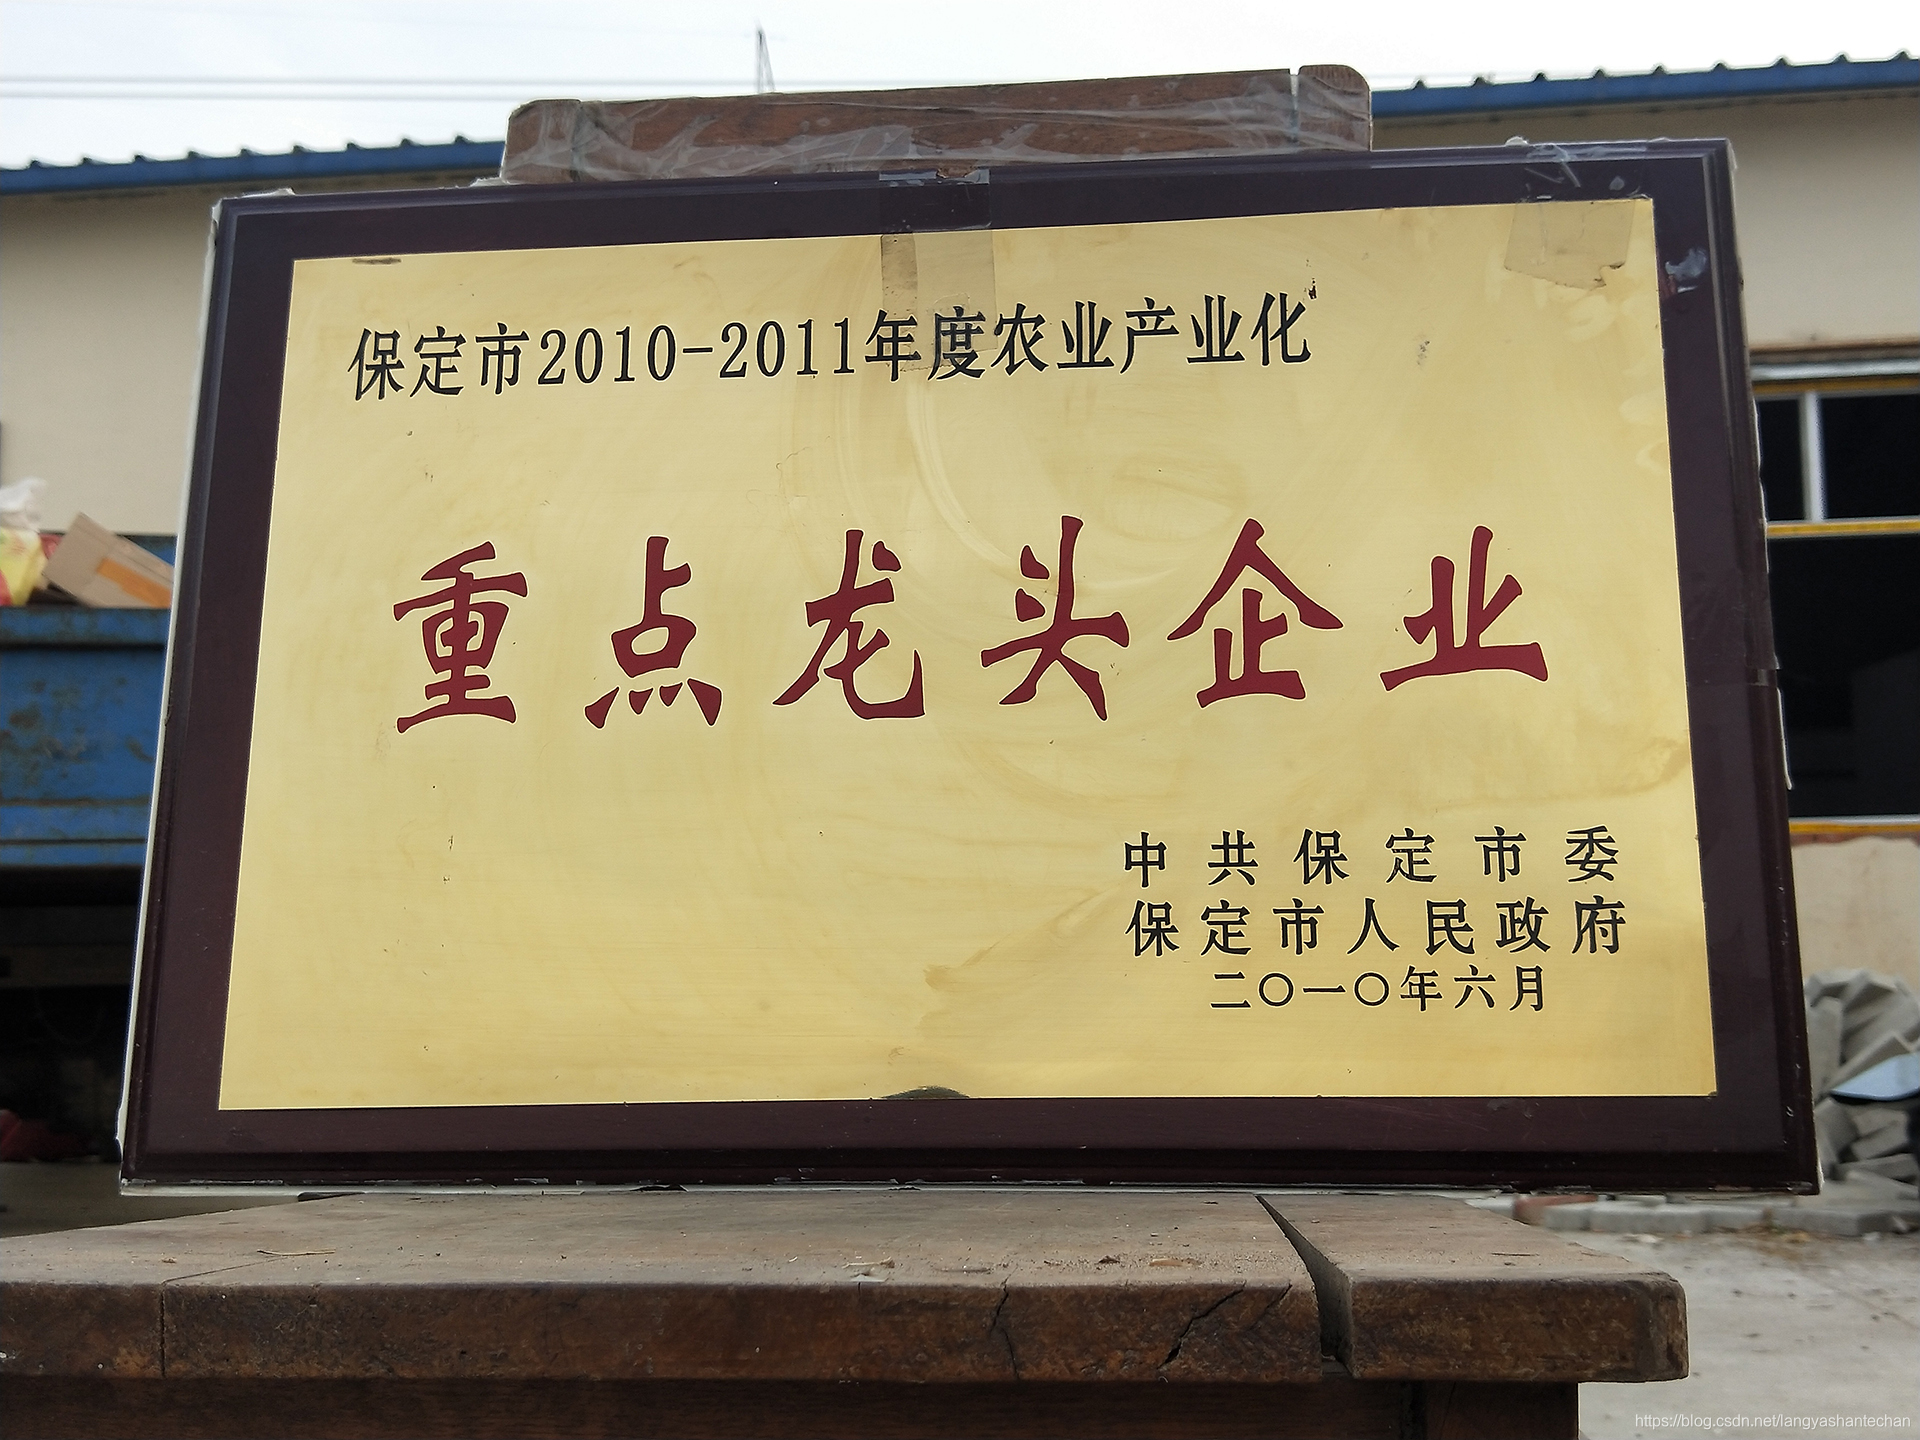 保定市2010-2011年度农业产业化
重点龙头企业
中共保定市委
保定市人民政府
二〇一〇年六月
https://blog.csdn.net/langyashantechan